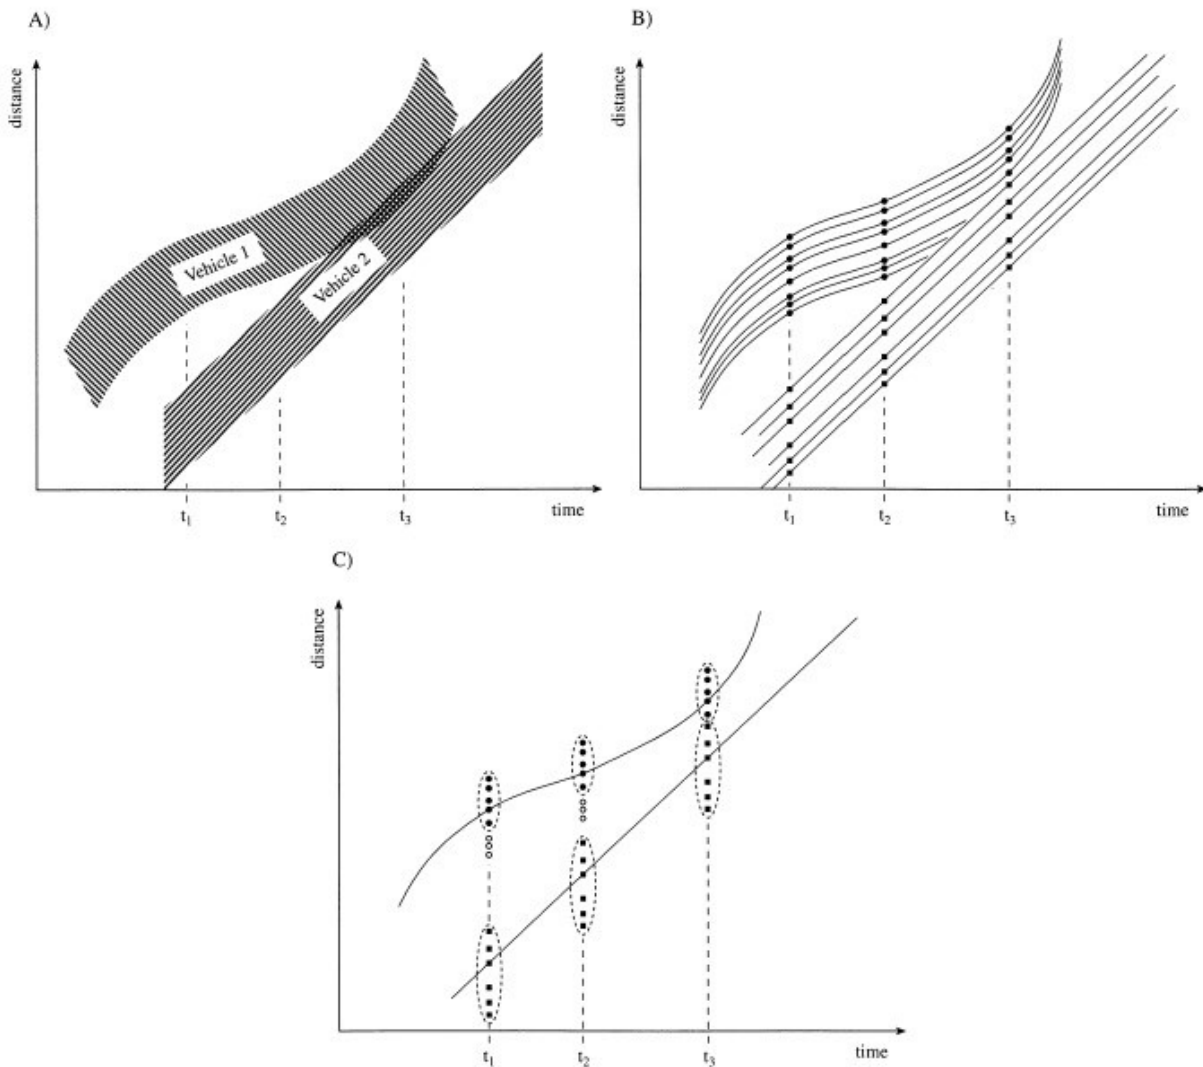 A)
distance
Vehicle 1
Vehicle 2
t1
t2
t3
time
B)
distance
t1
t2
t3
time
C)
distance
t1
t2
t3
time